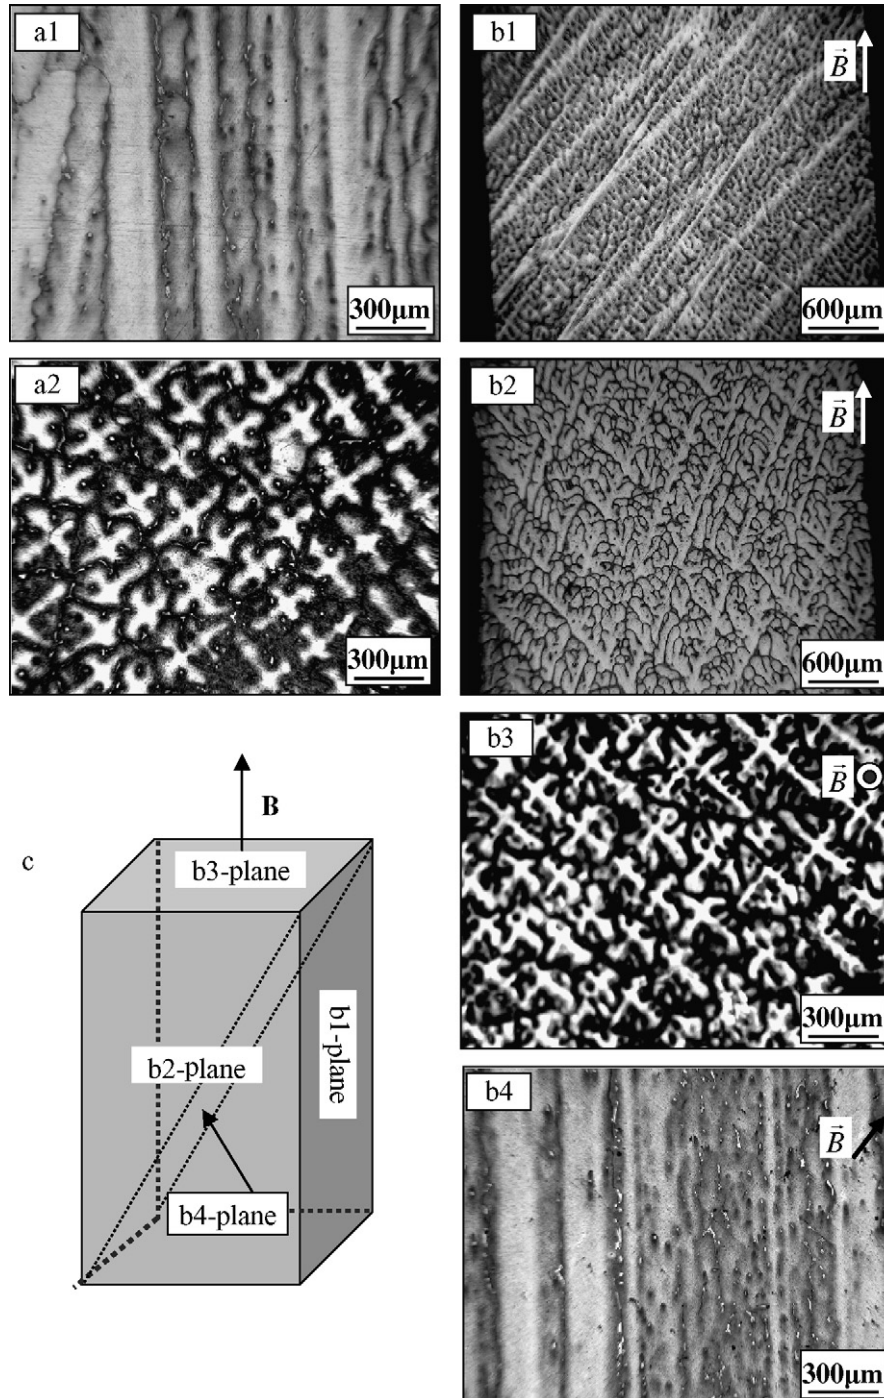 a1
300μm
b1
B⃗
600μm
a2
300μm
b2
B⃗
600μm
c
B
b3-plane
b2-plane
b1-plane
b4-plane
b3
B⃗
300μm
b4
B⃗
300μm